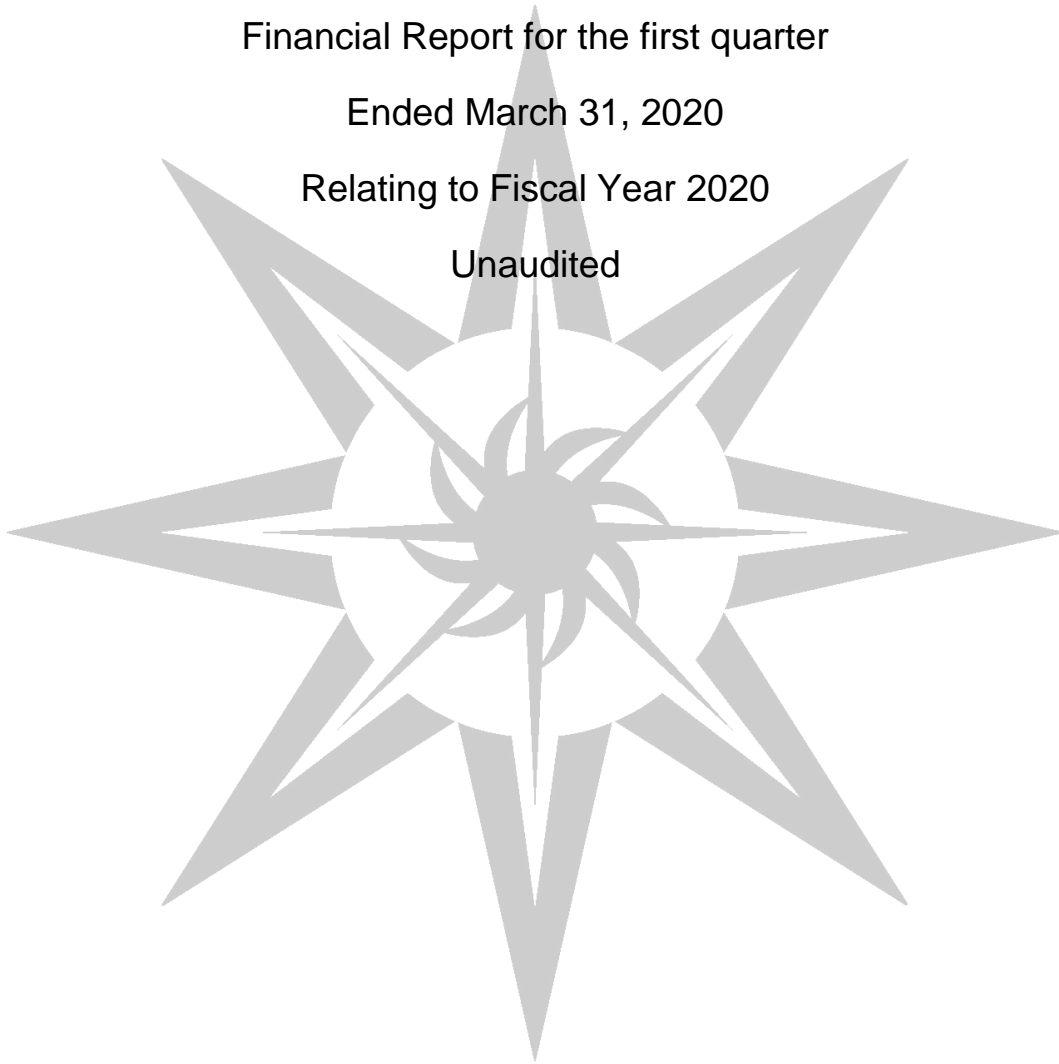 Financial Report for the first quarter
Ended March 31, 2020
Relating to Fiscal Year 2020
Unaudited